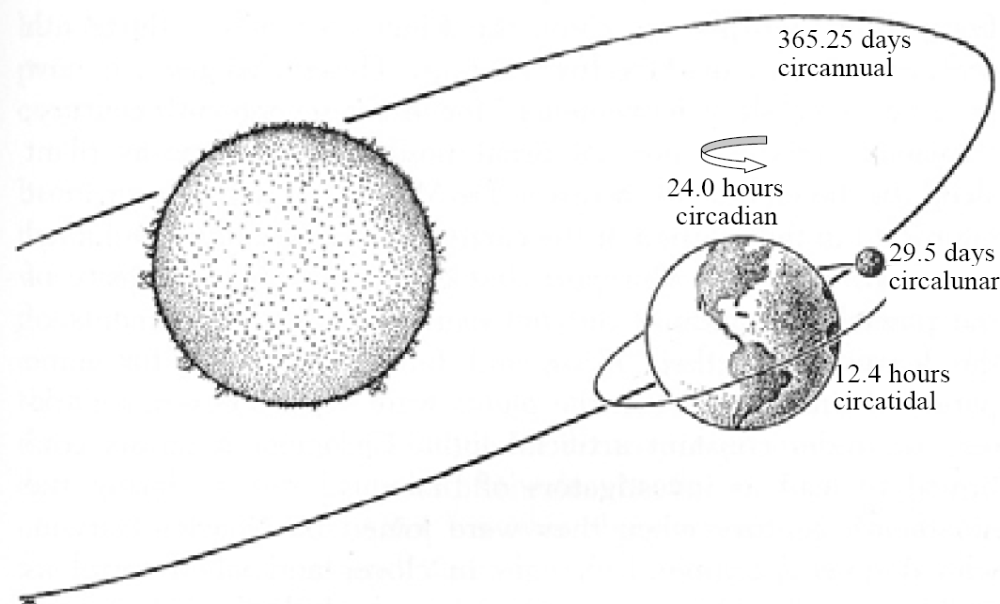 365.25 days
circannual
24.0 hours
circadian
29.5 days
circalunar
12.4 hours
circatidal